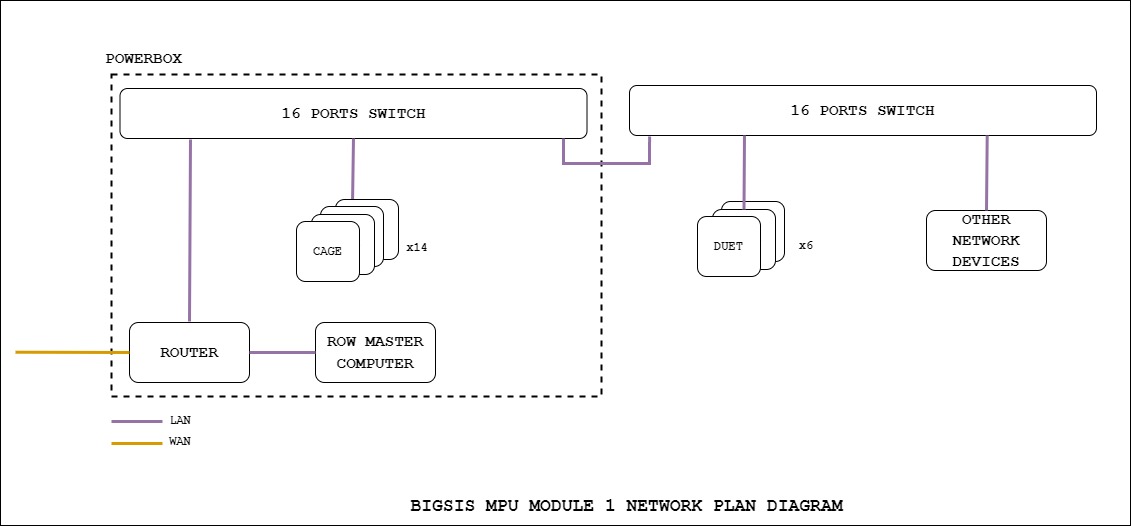 POWERBOX
16 PORTS SWITCH
16 PORTS SWITCH
CAGE
x14
DUET
x6
OTHER
NETWORK
DEVICES
ROUTER
ROW MASTER
COMPUTER
LAN
WAN
BIGSIS MPU MODULE 1 NETWORK PLAN DIAGRAM